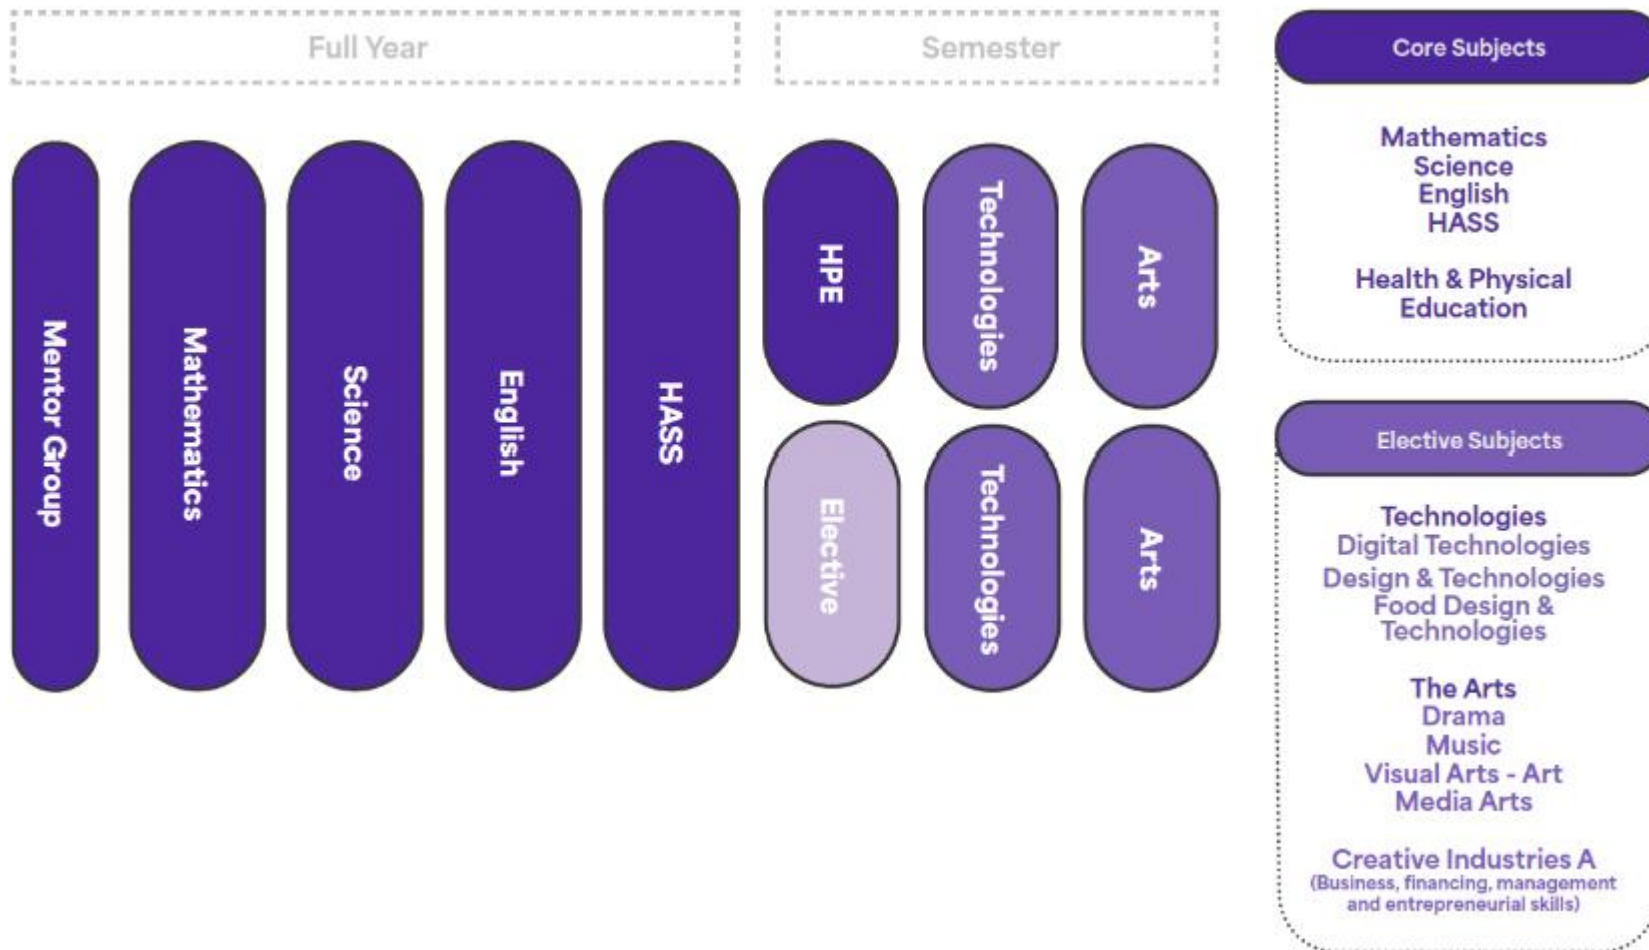 Full Year
Semester
Mentor Group
Mathematics
Science
English
HASS
HPE
Technologies
Arts
Elective
Technologies
Arts
Core Subjects
Mathematics
Science
English
HASS
Health & Physical
Education
Elective Subjects
Technologies
Digital Technologies
Design & Technologies
Food Design &
Technologies
The Arts
Drama
Music
Visual Arts - Art
Media Arts
Creative Industries A
(Business, financing, management
and entrepreneurial skills)